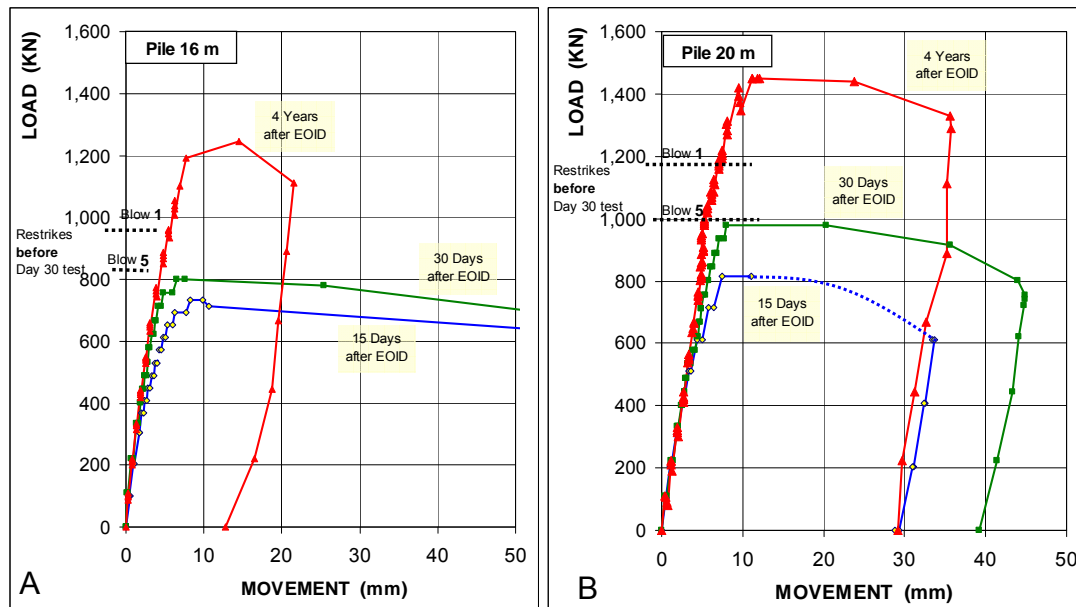 LOAD (KN)
1,600
1,400
1,200
1,000
800
600
400
200
0
Pile 16 m
4 Years
after EOID
Blow 1
Restrikes
before
Day 30 test
Blow 5
30 Days
after EOID
15 Days
after EOID
0
10
20
30
40
50
MOVEMENT (mm)
A
LOAD (KN)
1,600
1,400
1,200
1,000
800
600
400
200
0
Pile 20 m
4 Years
after EOID
Blow 1
Restrikes
before
Day 30 test
Blow 5
30 Days
after EOID
15 Days
after EOID
0
10
20
30
40
50
MOVEMENT (mm)
B